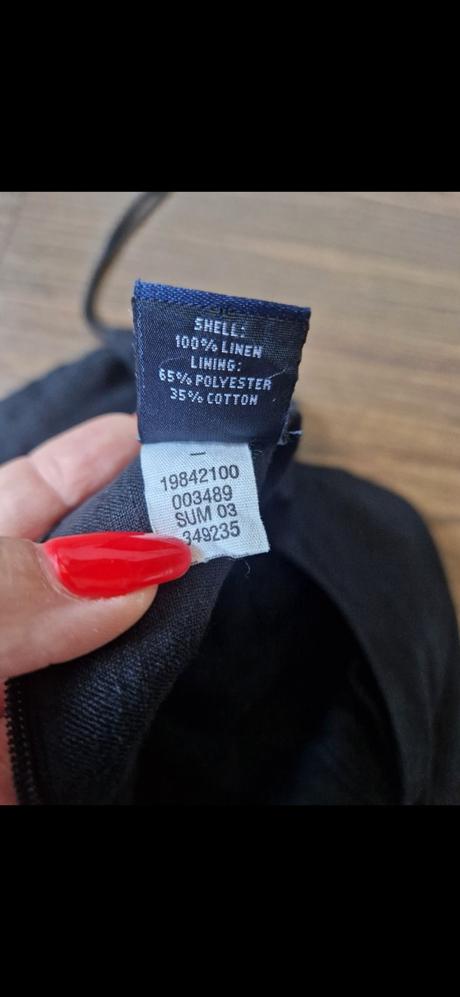 SHELL:
100% LINEN
LINING:
65% POLYESTER
35% COTTON
19842100
003489
SUM 03
349235